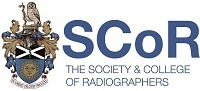 SCoR
THE SOCIETY & COLLEGE
OF RADIOGRAPHERS